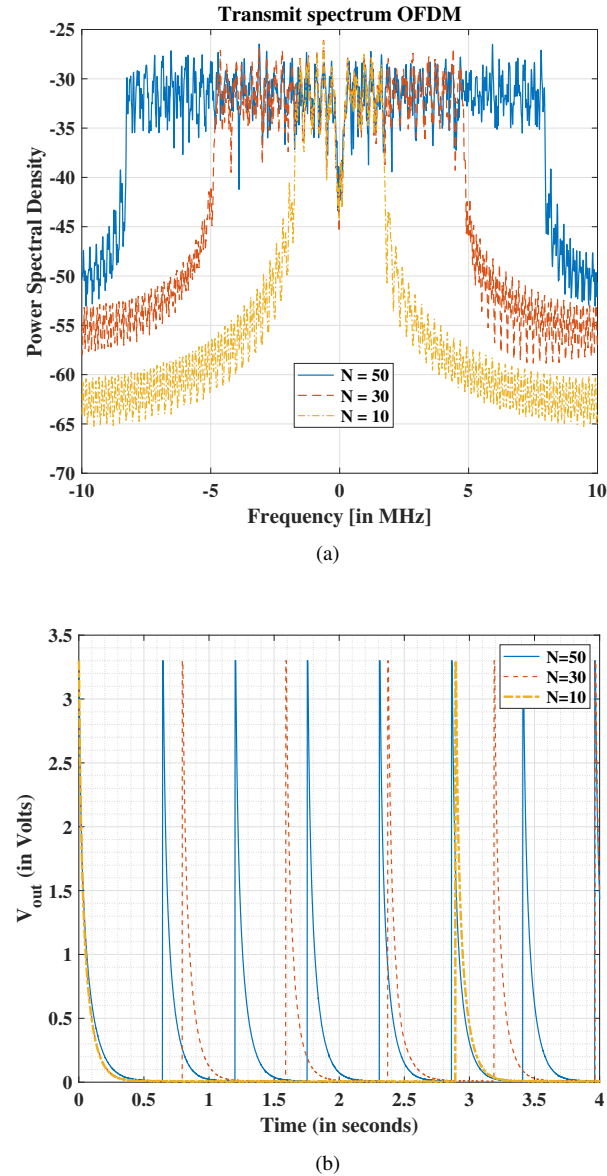 Transmit spectrum OFDM
-25
-30
-35
-40
-45
-50
-55
-60
-65
-70
Power Spectral Density
N = 50
N = 30
N = 10
-10
-5
0
5
10
Frequency [in MHz]
(a)
3.5
3
2.5
2
1.5
1
0.5
0
V_out (in Volts)
N=50
N=30
N=10
0
0.5
1
1.5
2
2.5
3
3.5
4
Time (in seconds)
(b)